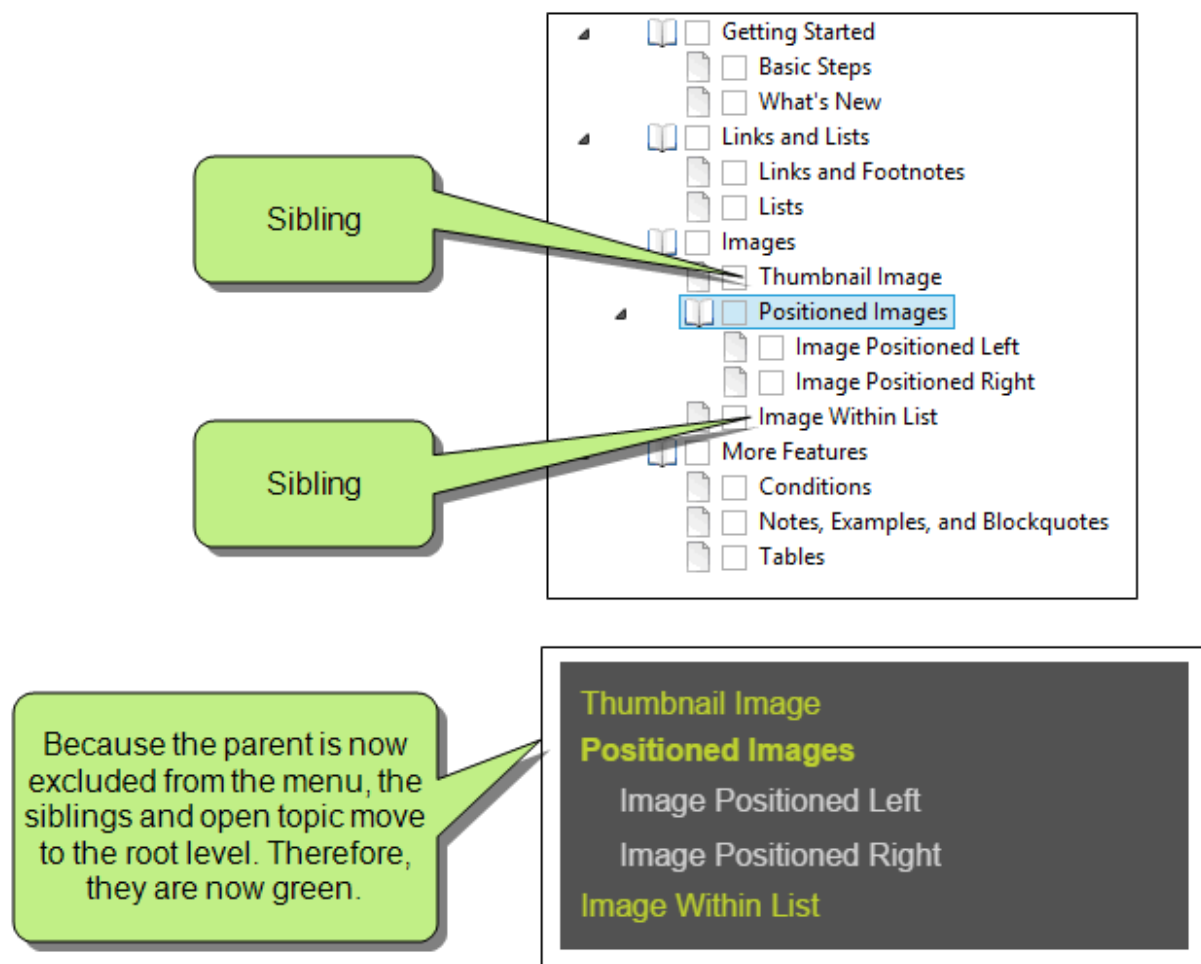 Getting Started
Basic Steps
What's New
Links and Lists
Links and Footnotes
Lists
Images
Thumbnail Image
Positioned Images
Image Positioned Left
Image Positioned Right
Image Within List
More Features
Conditions
Notes, Examples, and Blockquotes
Tables
Sibling
Sibling
Because the parent is now
excluded from the menu, the
siblings and open topic move
to the root level. Therefore,
they are now green.
Thumbnail Image
Positioned Images
Image Positioned Left
Image Positioned Right
Image Within List